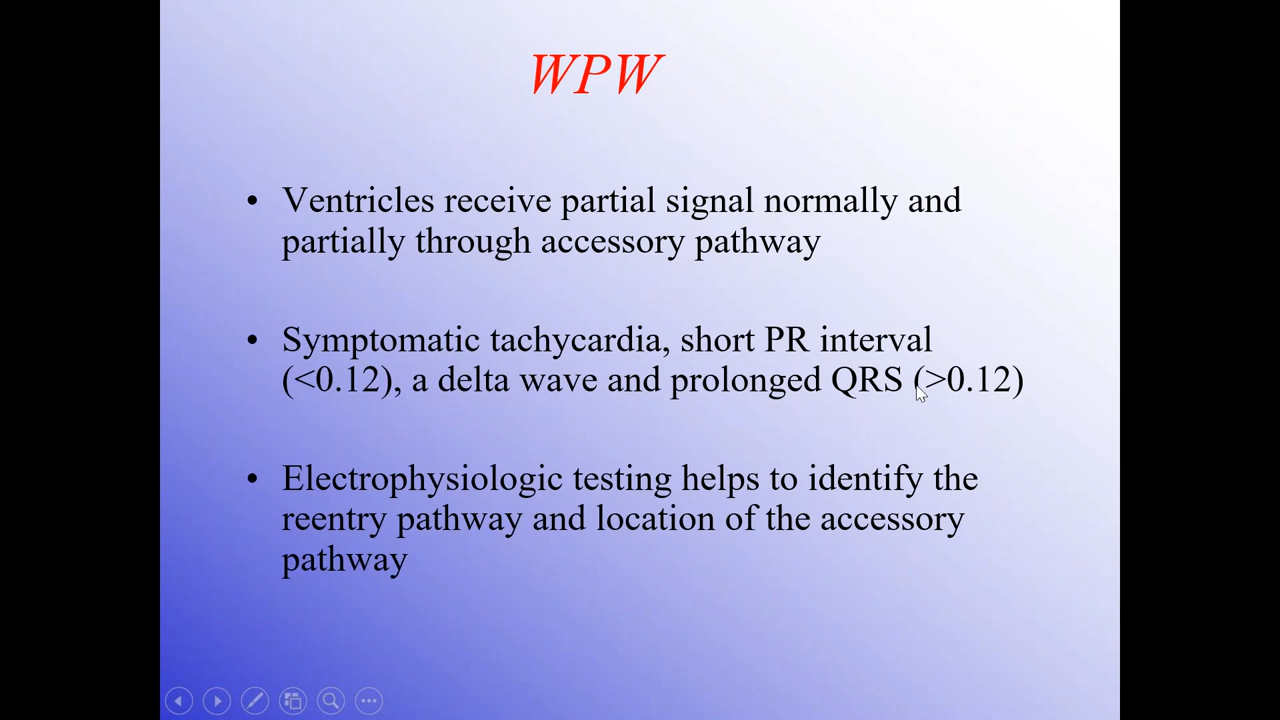 WPW
• Ventricles receive partial signal normally and
partially through accessory pathway
• Symptomatic tachycardia, short PR interval
(<0.12), a delta wave and prolonged QRS (>0.12)
• Electrophysiologic testing helps to identify the
reentry pathway and location of the accessory
pathway